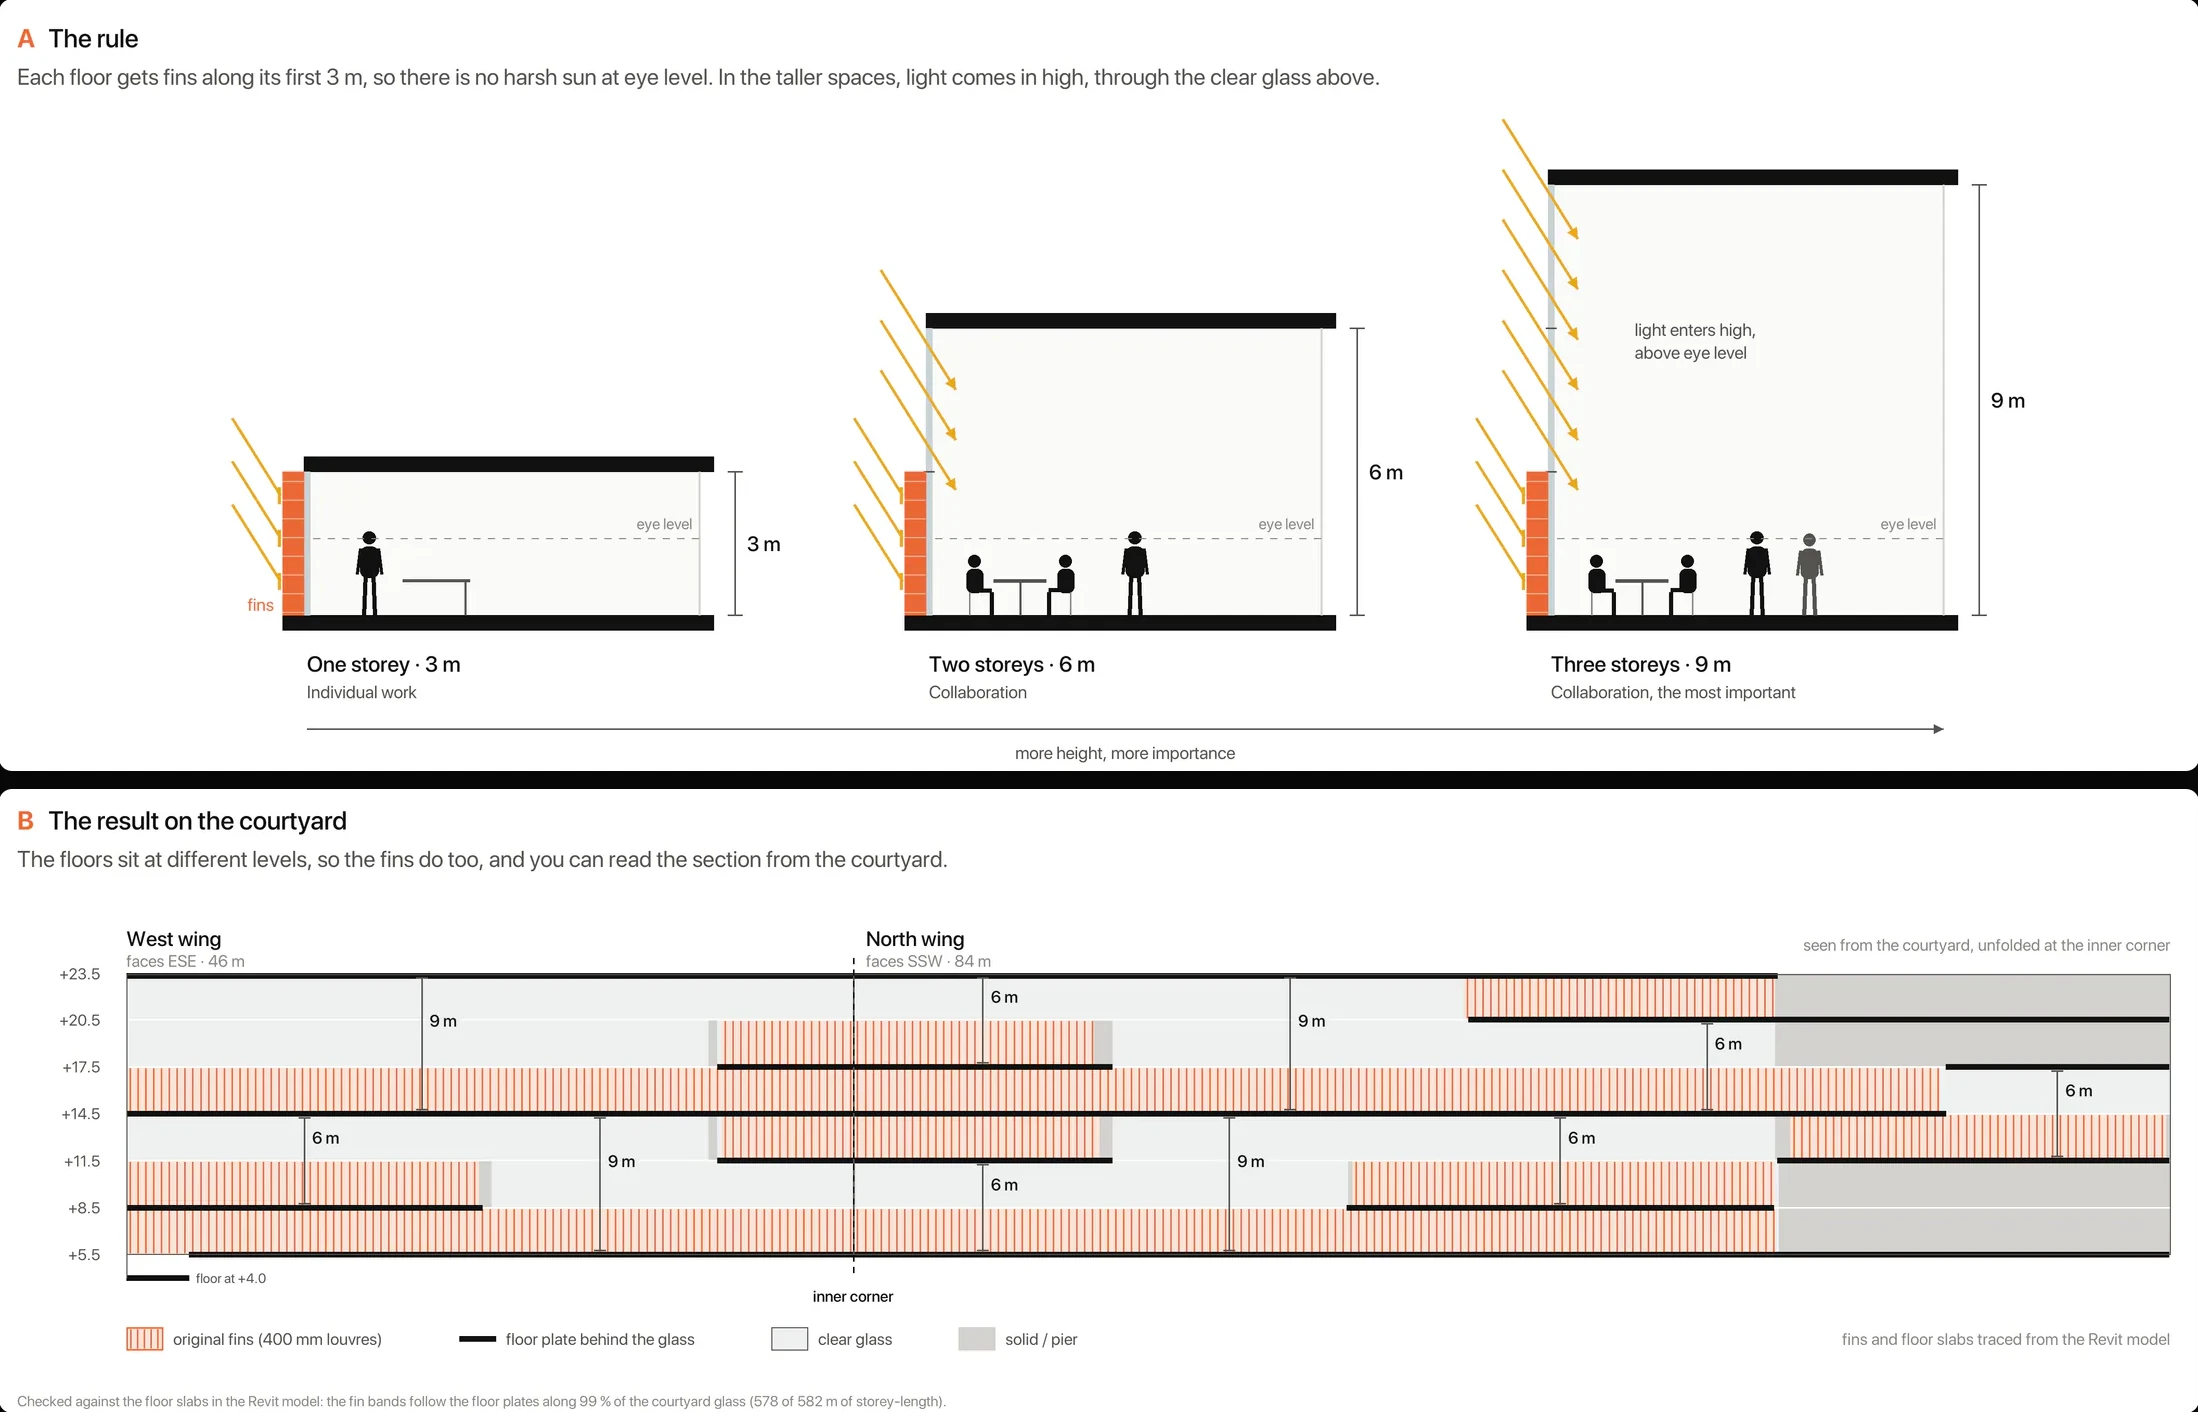 A The rule
Each floor gets fins along its first 3 m, so there is no harsh sun at eye level. In the taller spaces, light comes in high, through the clear glass above.
light enters high,
above eye level
9 m
6 m
eye level
eye level
eye level
3 m
fins
One storey · 3 m
Individual work
Two storeys · 6 m
Collaboration
Three storeys · 9 m
Collaboration, the most important
more height, more importance
B The result on the courtyard
The floors sit at different levels, so the fins do too, and you can read the section from the courtyard.
West wing
faces ESE · 46 m
North wing
faces SSW · 84 m
seen from the courtyard, unfolded at the inner corner
+23.5
6 m
+20.5
9 m
9 m
6 m
+17.5
6 m
+14.5
6 m
6 m
+11.5
9 m
9 m
6 m
+8.5
+5.5
floor at +4.0
inner corner
original fins (400 mm louvres)
floor plate behind the glass
clear glass
solid / pier
fins and floor slabs traced from the Revit model
Checked against the floor slabs in the Revit model: the fin bands follow the floor plates along 99 % of the courtyard glass (578 of 582 m of storey-length).